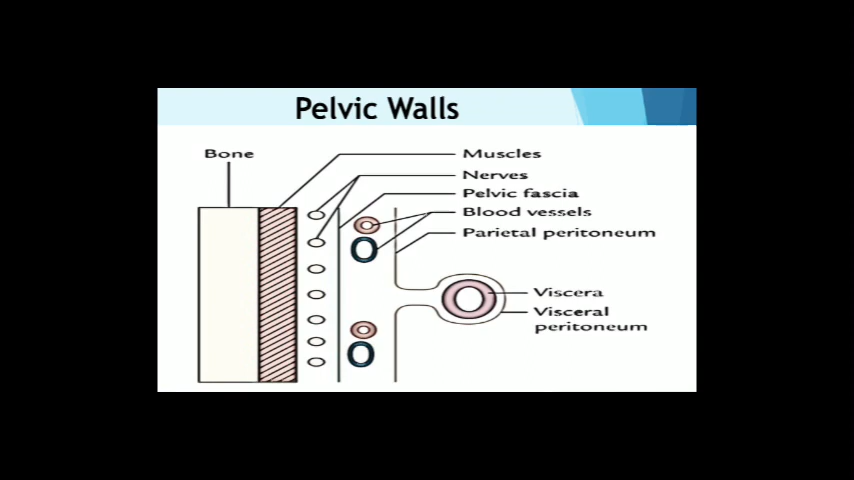 Pelvic Walls
Bone
Muscles
Nerves
Pelvic fascia
Blood vessels
Parietal peritoneum
Viscera
Visceral
peritoneum